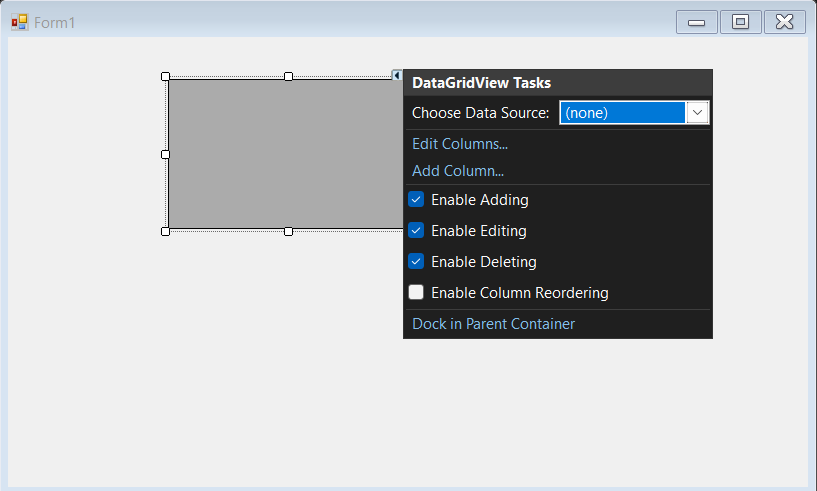 Form1
DataGridView Tasks
Choose Data Source: (none)
Edit Columns...
Add Column...
Enable Adding
Enable Editing
Enable Deleting
Enable Column Reordering
Dock in Parent Container